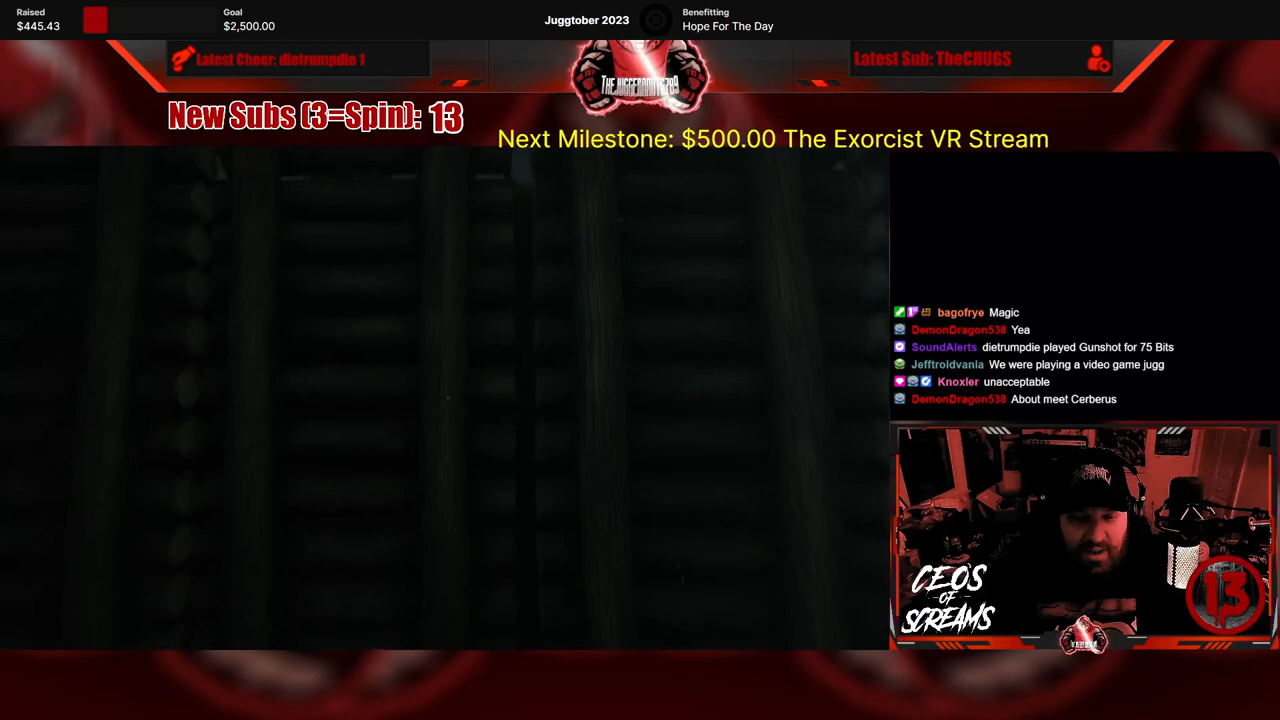 Raised
$445.43
Goal
$2,500.00
Juggtober 2023
Benefitting
Hope For The Day
Latest Cheer: dietrumpdie 1
THEJUGGERNAUT6789
Latest Sub: TheCHUGS
New Subs (3=Spin): 13
Next Milestone: $500.00 The Exorcist VR Stream
bagofrye Magic
DemonDragon538 Yea
SoundAlerts dietrumpdie played Gunshot for 75 Bits
Jefftroldvania We were playing a video game jugg
Knoxler unacceptable
DemonDragon538 About meet Cerberus
CEOS
OF
SCREAMS
13